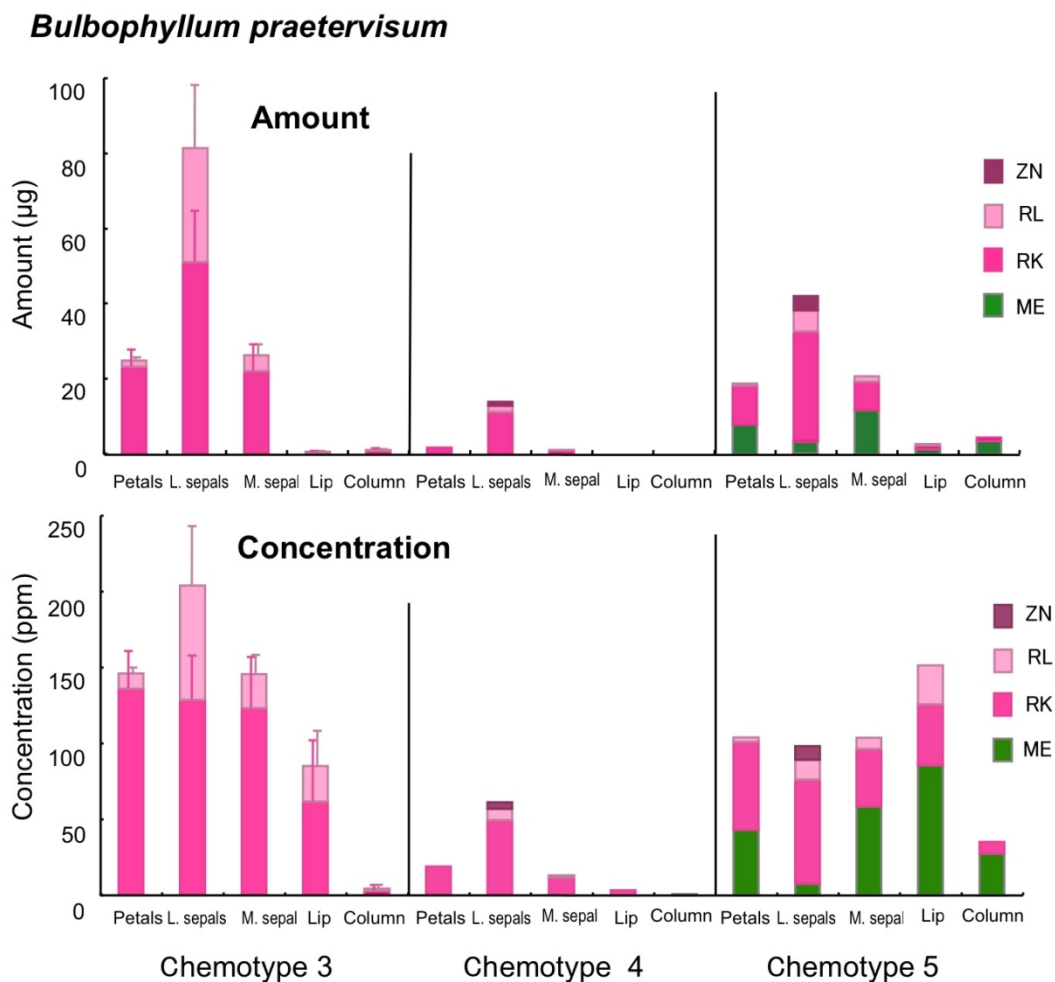 Bulbophyllum praetervisum
Amount
Amount (µg)
100
80
60
40
20
0
ZN
RL
RK
ME
Petals L. sepals M. sepal Lip Column Petals L. sepals M. sepal Lip Column Petals L. sepals M. sepal Lip Column
Concentration
Concentration (ppm)
250
200
150
100
50
0
ZN
RL
RK
ME
Petals L. sepals M. sepal Lip Column Petals L. sepals M. sepal Lip Column Petals L. sepals M. sepal Lip Column
Chemotype 3 Chemotype 4 Chemotype 5